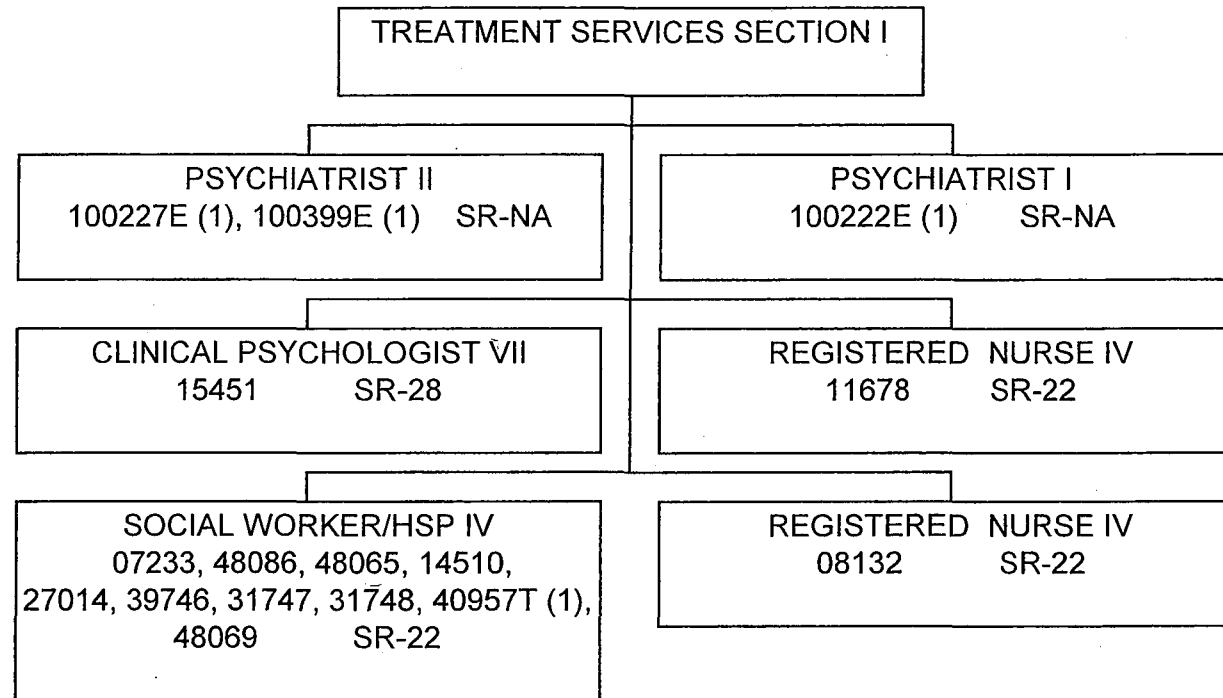 TREATMENT SERVICES SECTION I
PSYCHIATRIST II
100227E (1), 100399E (1) SR-NA
PSYCHIATRIST I
100222E (1) SR-NA
CLINICAL PSYCHOLOGIST VII
15451 SR-28
REGISTERED NURSE IV
11678 SR-22
SOCIAL WORKER/HSP IV
07233, 48086, 48065, 14510,
27014, 39746, 31747, 31748, 40957T (1),
48069 SR-22
REGISTERED NURSE IV
08132 SR-22